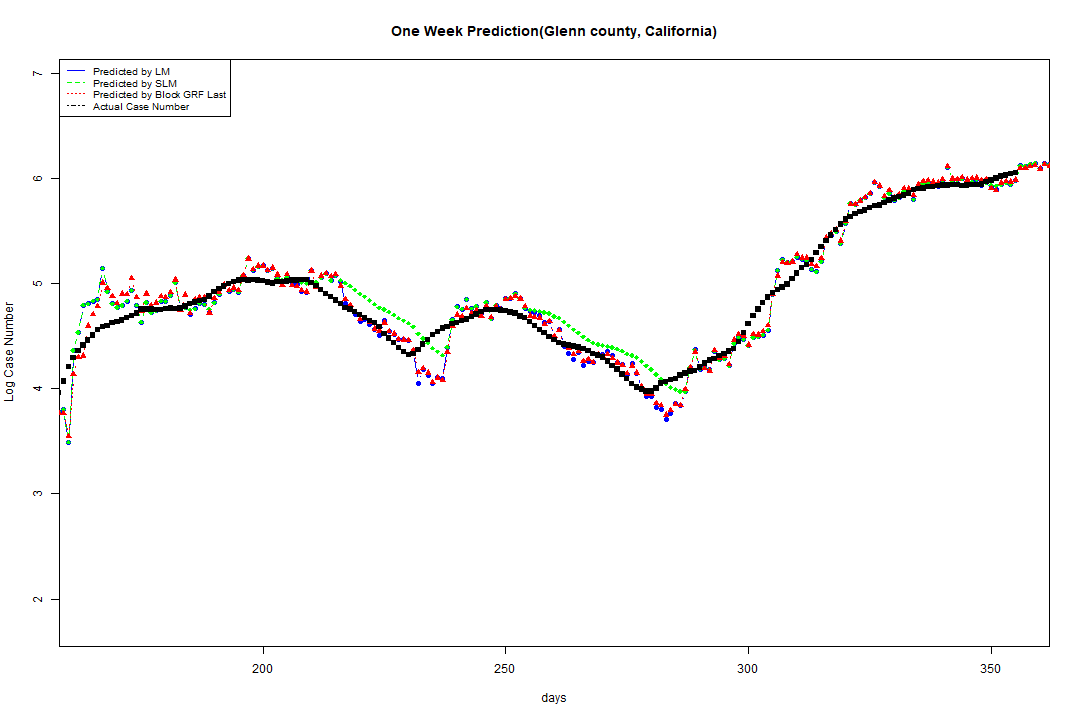 One Week Prediction(Glenn county, California)
Predicted by LM
Predicted by SLM
Predicted by Block GRF Last
Actual Case Number
7
6
5
4
3
2
Log Case Number
200
250
300
350
days